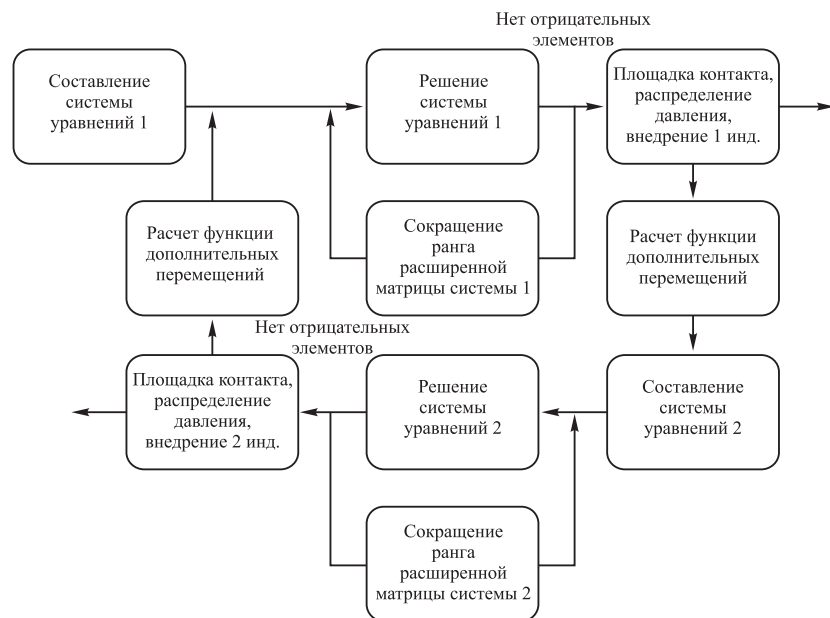 Нет отрицательных
элементов
Составление
системы
уравнений 1
Решение
системы
уравнений 1
Площадка контакта,
распределение
давления,
внедрение 1 инд.
Расчет функции
дополнительных
перемещений
Сокращение
ранга
расширенной
матрицы системы 1
Расчет функции
дополнительных
перемещений
Нет отрицательных
элементов
Площадка контакта,
распределение
давления,
внедрение 2 инд.
Решение
системы
уравнений 2
Составление
системы
уравнений 2
Сокращение
ранга
расширенной
матрицы системы 2